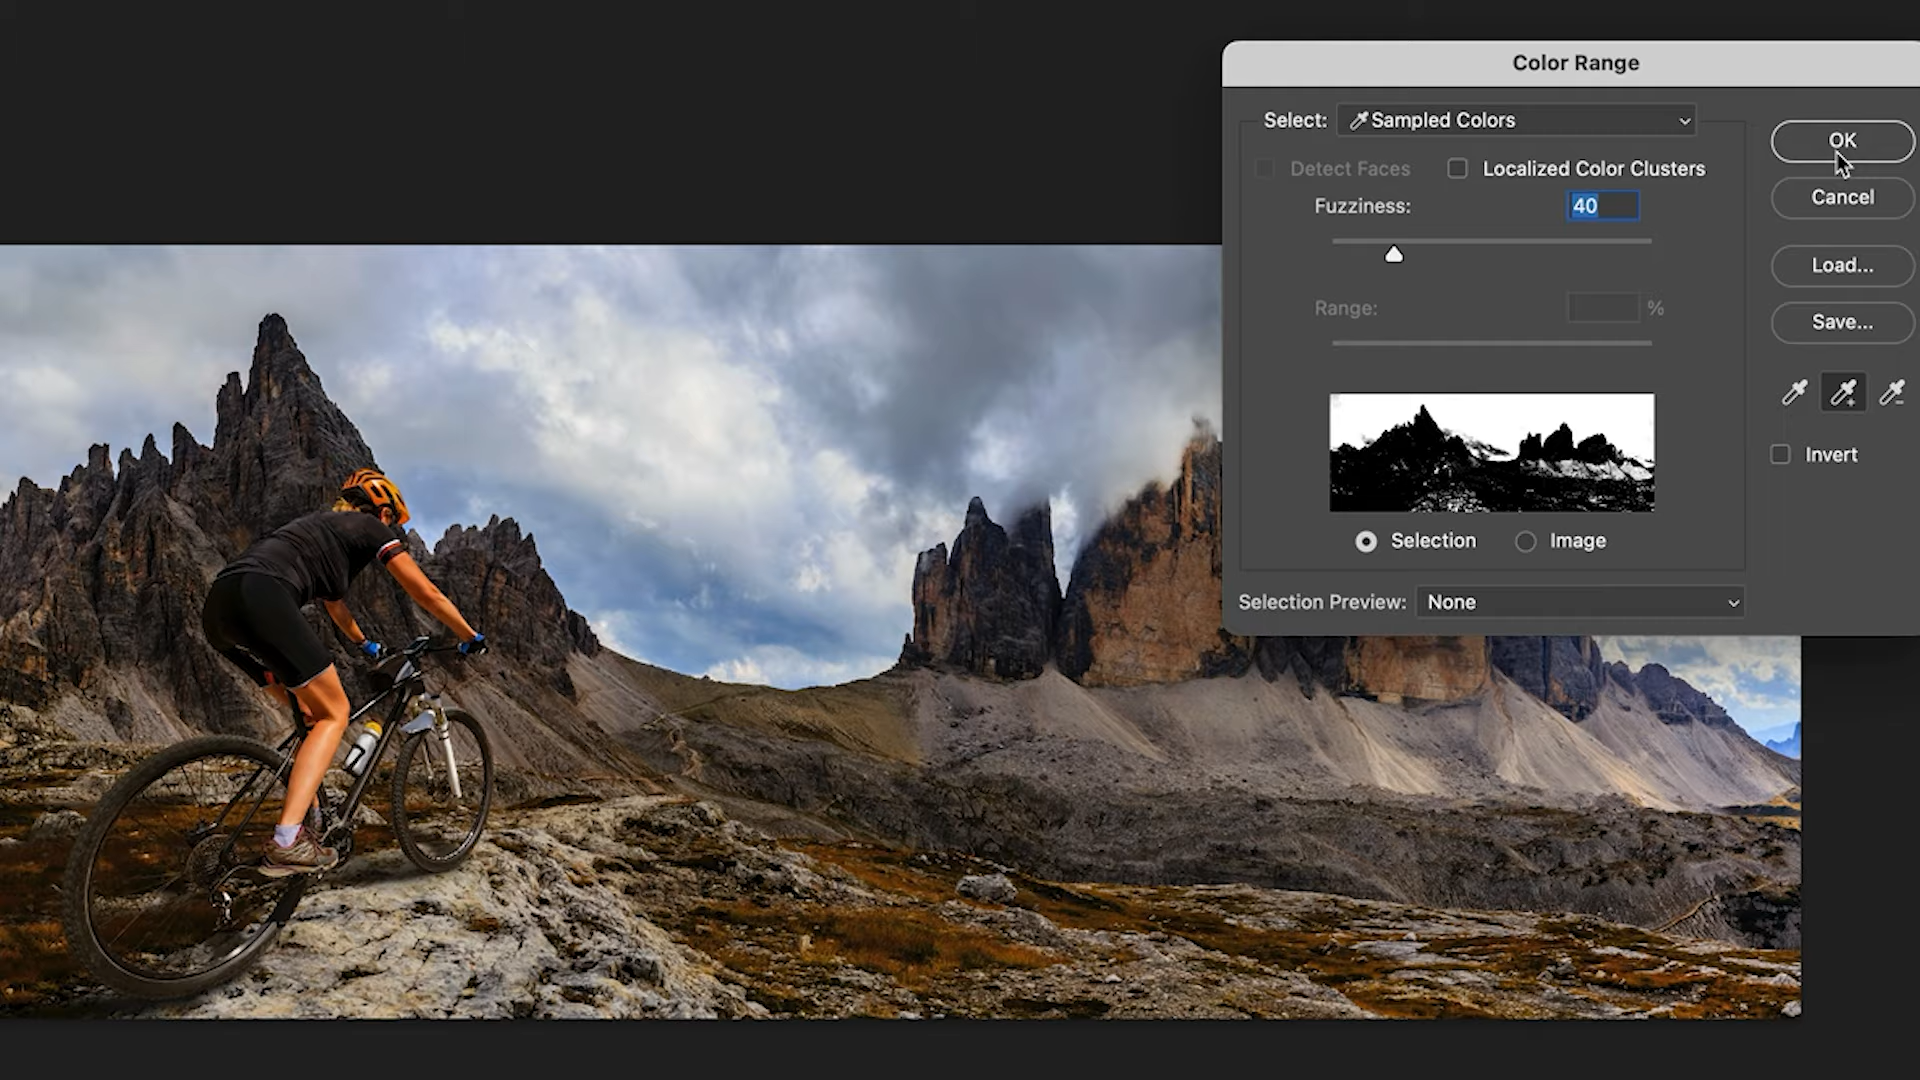 Color Range
Select: Sampled Colors
Detect Faces Localized Color Clusters
Fuzziness: 40
Range: %
Selection Image
Selection Preview: None
OK
Cancel
Load...
Save...
Invert